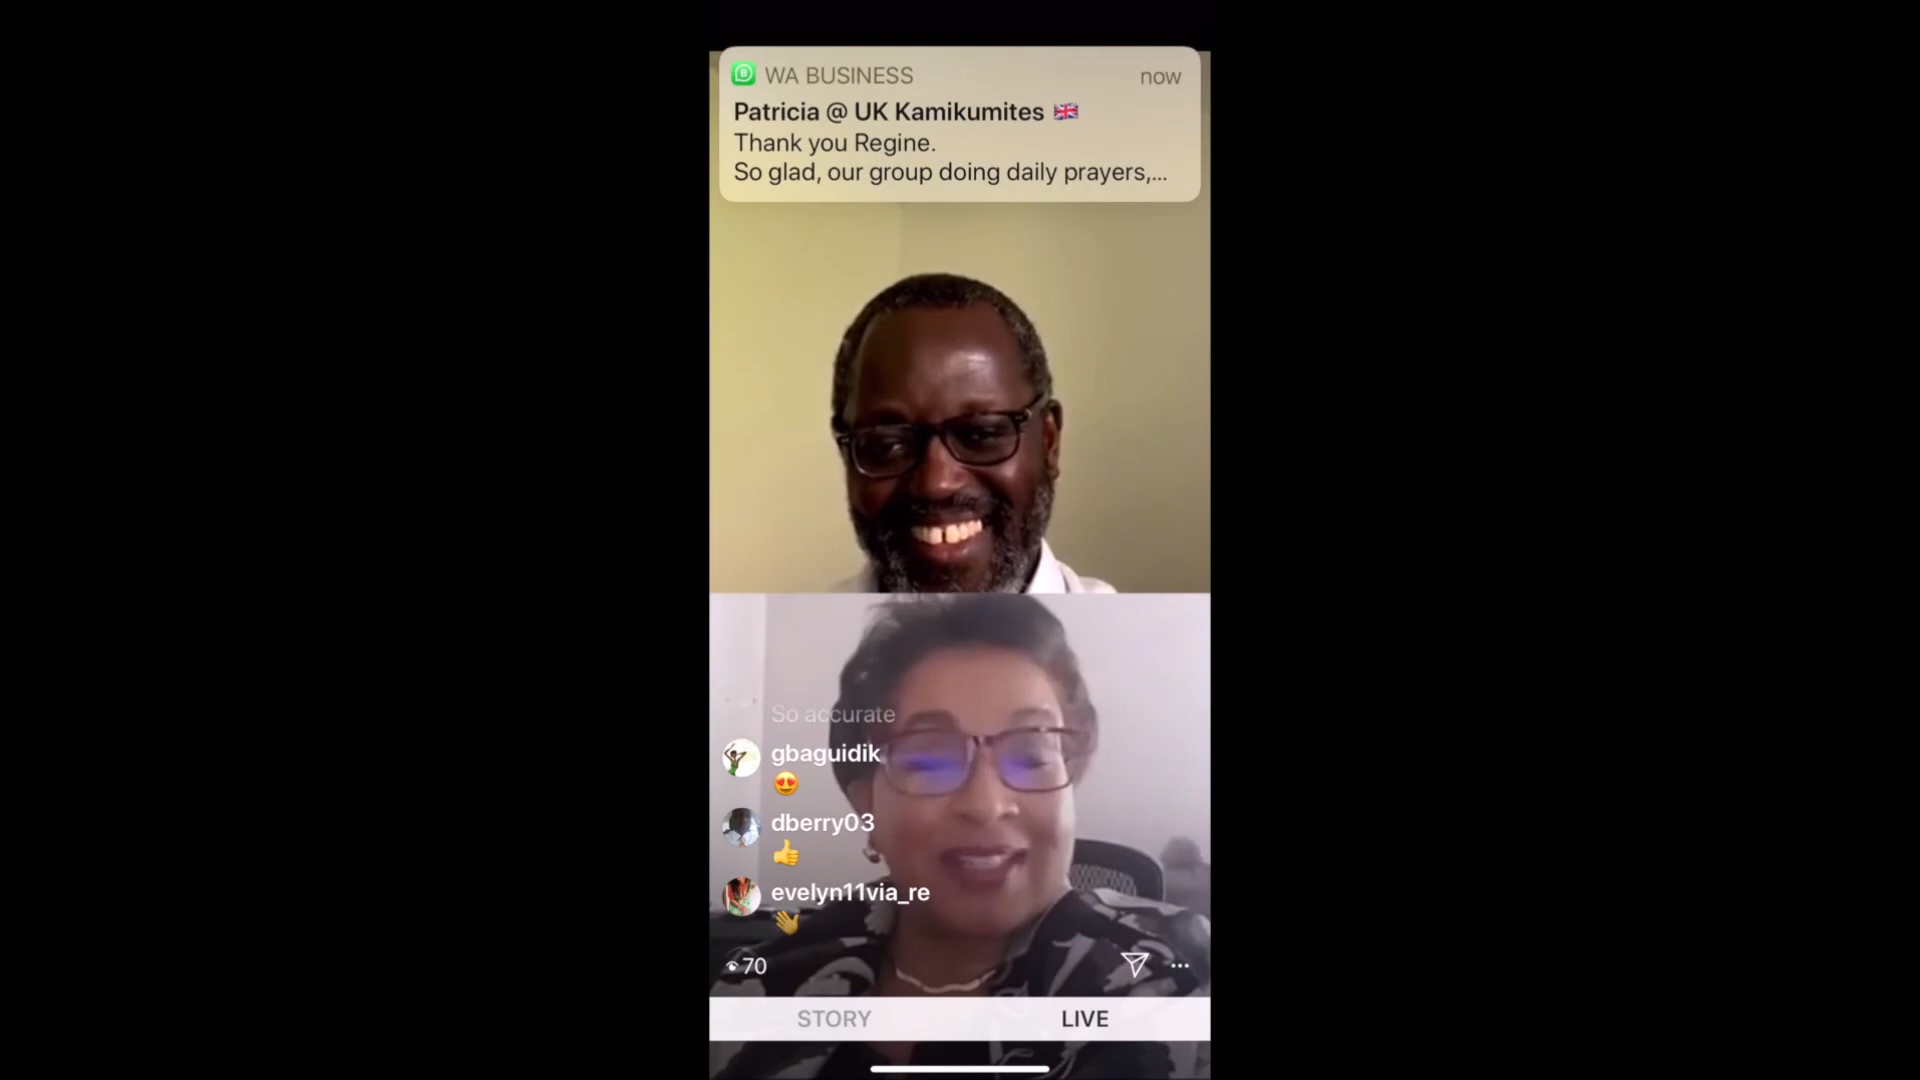 WA BUSINESS
now
Patricia @ UK Kamikumites 🇬🇧
Thank you Regine.
So glad, our group doing daily prayers,...
So accurate
gbaguidik
😍
dberry03
👍
evelyn11via_re
👋
70
STORY
LIVE